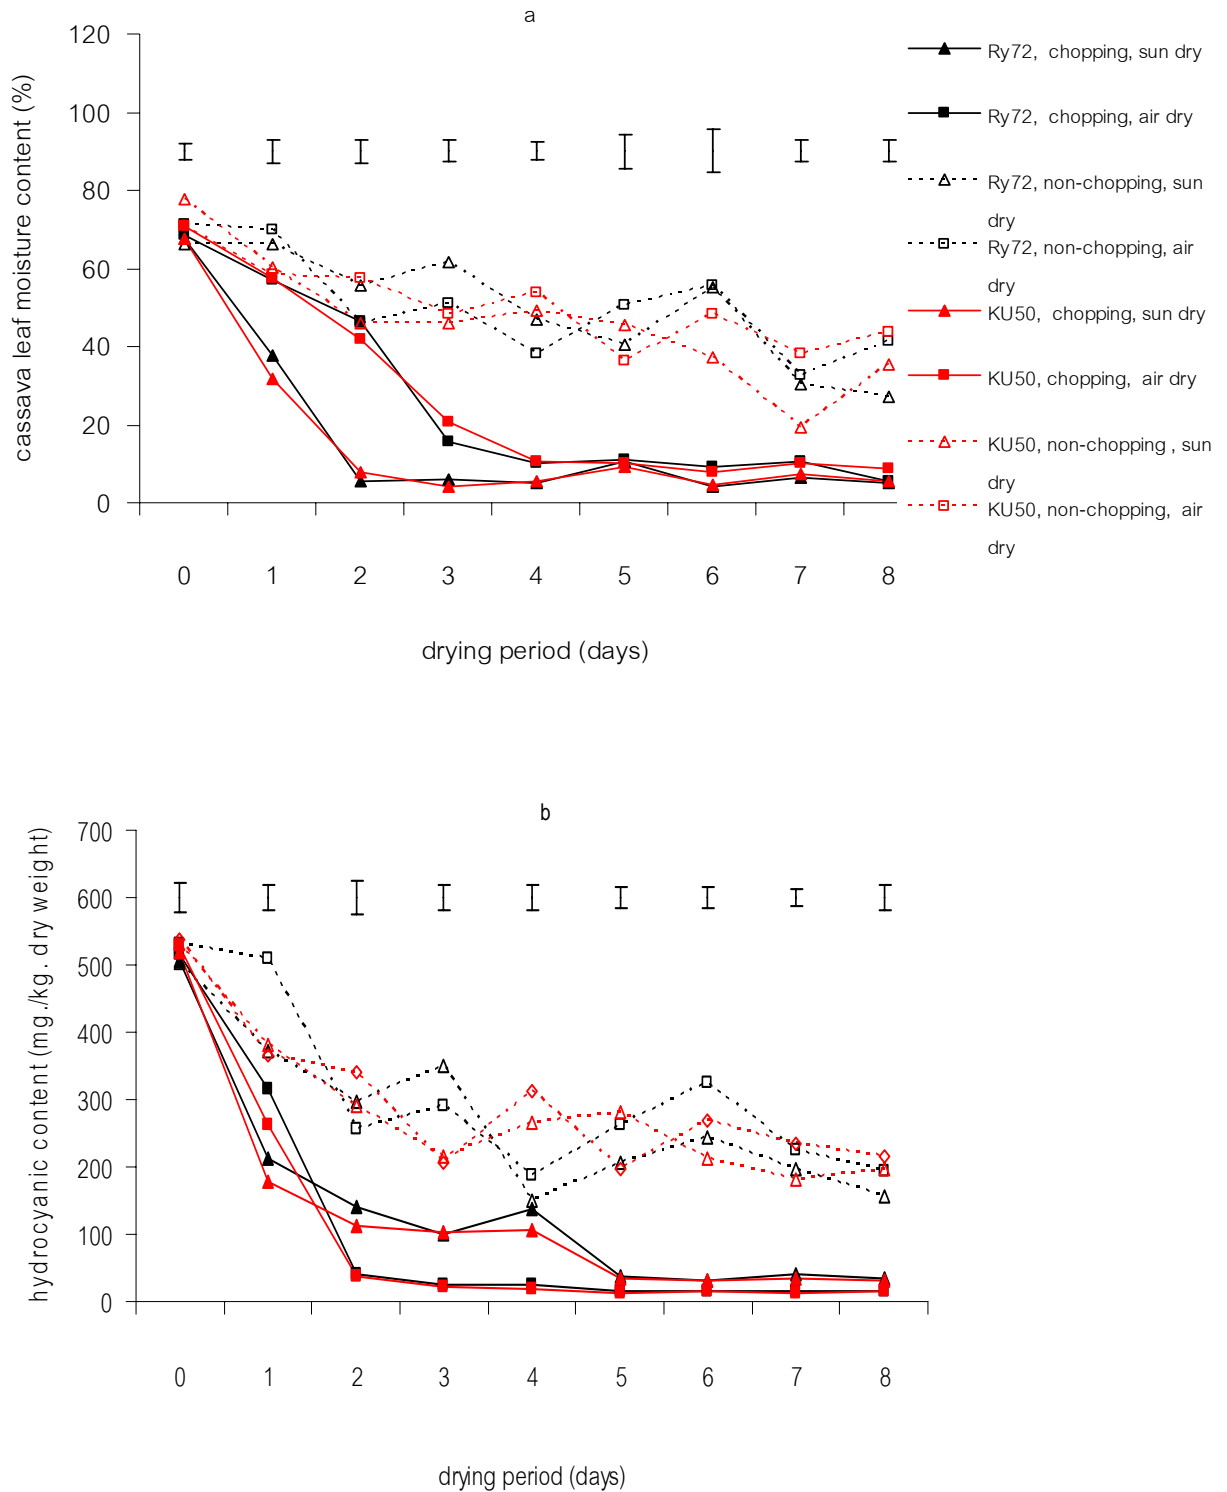 a
cassava leaf moisture content (%)
120
100
80
60
40
20
0
0 1 2 3 4 5 6 7 8
drying period (days)
Ry72, chopping, sun dry
Ry72, chopping, air dry
Ry72, non-chopping, sun
dry
Ry72, non-chopping, air
dry
KU50, chopping, sun dry
KU50, chopping, air dry
KU50, non-chopping , sun
dry
KU50, non-chopping, air
dry
b
hydrocyanic content (mg./kg. dry weight)
700
600
500
400
300
200
100
0
0 1 2 3 4 5 6 7 8
drying period (days)